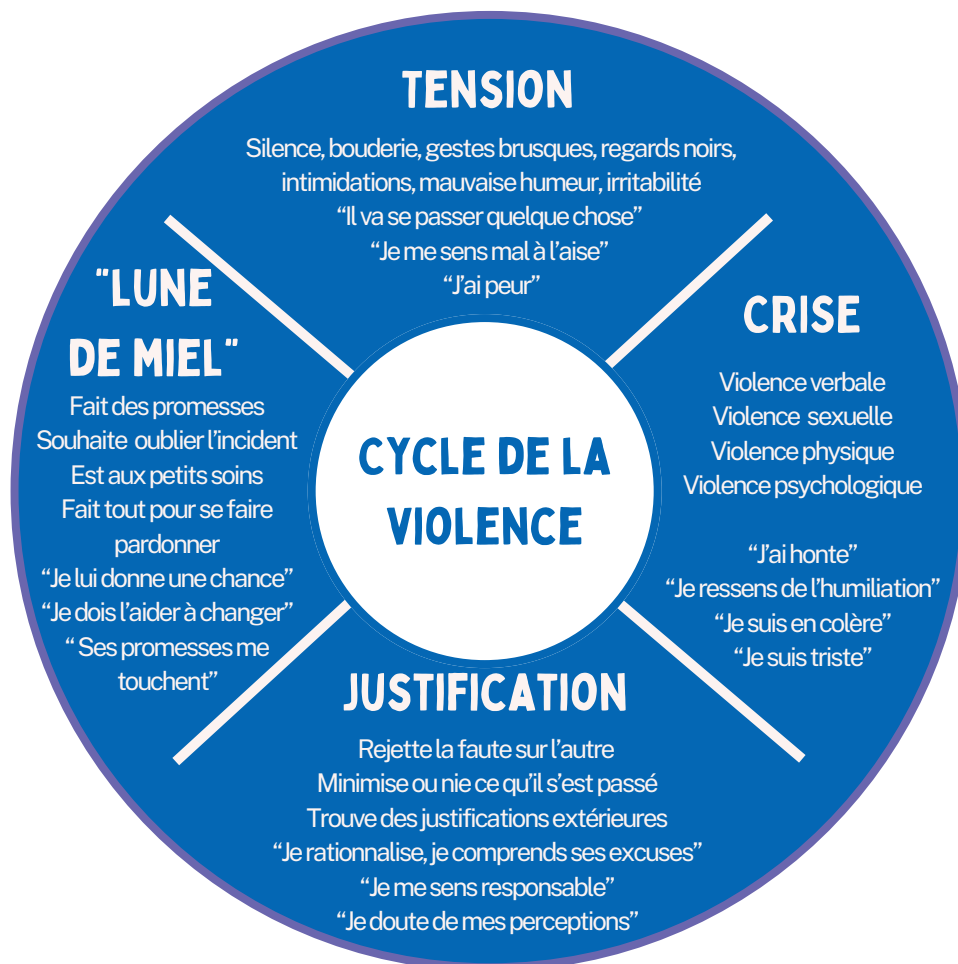 TENSION
Silence, bouderie, gestes brusques, regards noirs,
intimidations, mauvaise humeur, irritabilité
“Il va se passer quelque chose”
“Je me sens mal à l’aise”
“J’ai peur”
CRISE
Violence verbale
Violence sexuelle
Violence physique
Violence psychologique
“J’ai honte”
“Je ressens de l’humiliation”
“Je suis en colère”
“Je suis triste”
JUSTIFICATION
Rejette la faute sur l’autre
Minimise ou nie ce qu’il s’est passé
Trouve des justifications extérieures
“Je rationnalise, je comprends ses excuses”
“Je me sens responsable”
“Je doute de mes perceptions”
"LUNE
DE MIEL"
Fait des promesses
Souhaite oublier l’incident
Est aux petits soins
Fait tout pour se faire
pardonner
“Je lui donne une chance”
“Je dois l’aider à changer”
“ Ses promesses me
touchent”
CYCLE DE LA
VIOLENCE